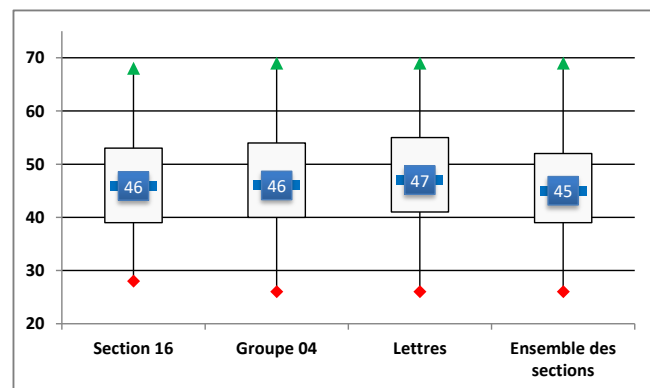 70
60
50
40
30
20
46
46
47
45
Section 16
Groupe 04
Lettres
Ensemble des
sections